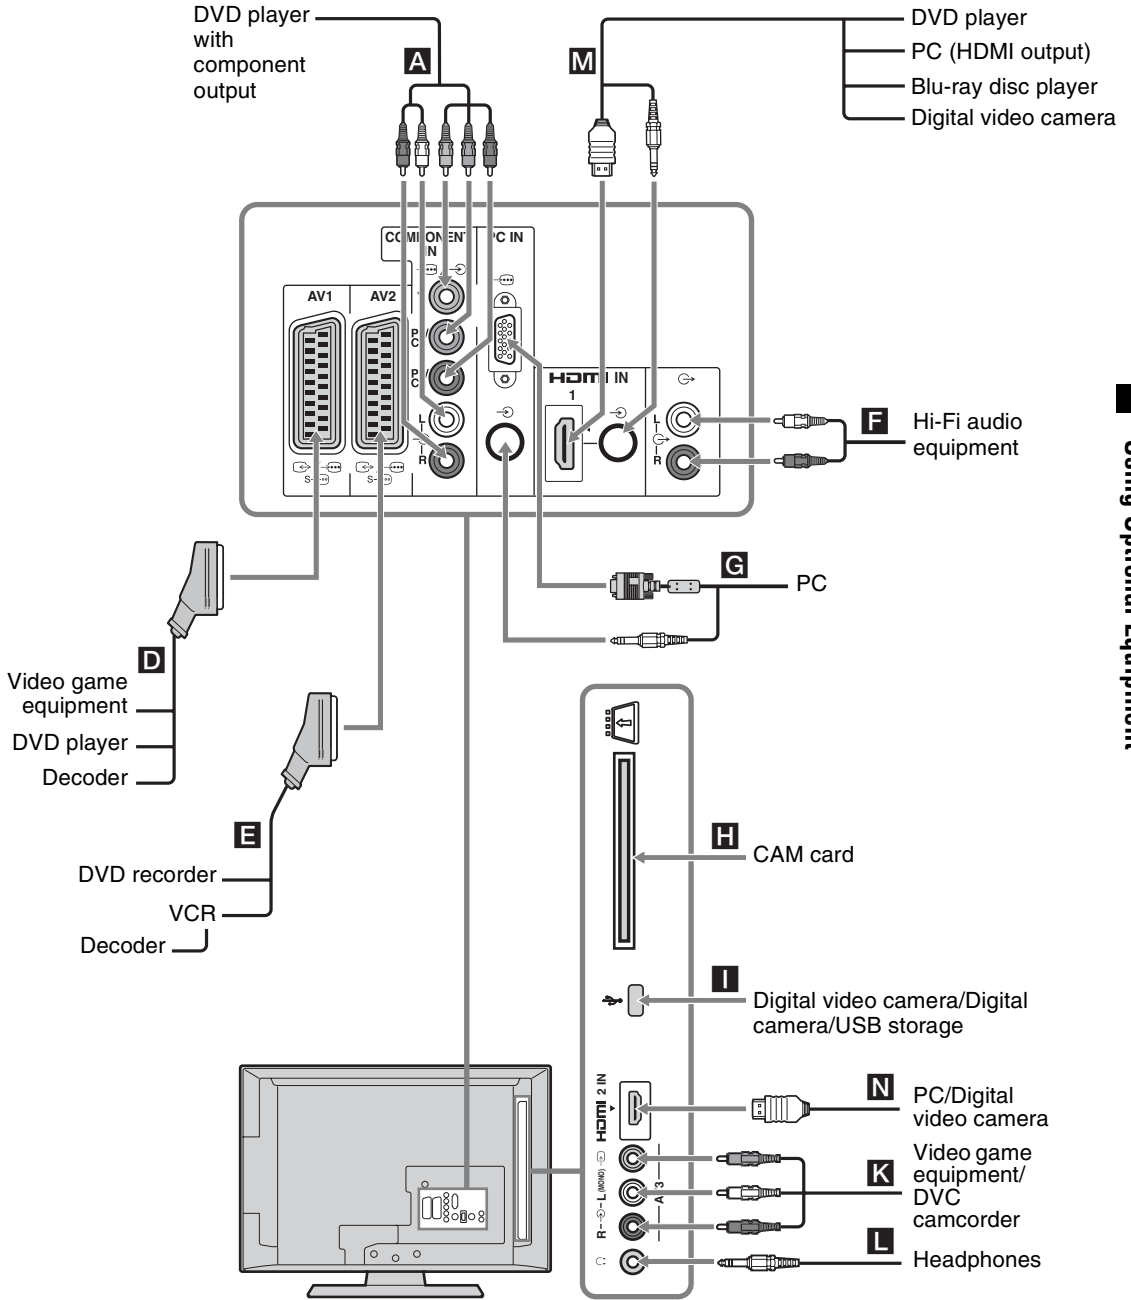 DVD player
with
component
output
A
M
DVD player
PC (HDMI output)
Blu-ray disc player
Digital video camera
COMPONENT
IN
PC IN
AV1
AV2
HDMI IN
1
L
R
L
R
S
S
F
Hi-Fi audio
equipment
G
PC
D
Video game
equipment
DVD player
Decoder
E
DVD recorder
VCR
Decoder
H
CAM card
I
Digital video camera/Digital
camera/USB storage
HDMI 2 IN
N
PC/Digital
video camera
L (MONO)
R
K
Video game
equipment/
DVC
camcorder
L
Headphones
Using Optional Equipment